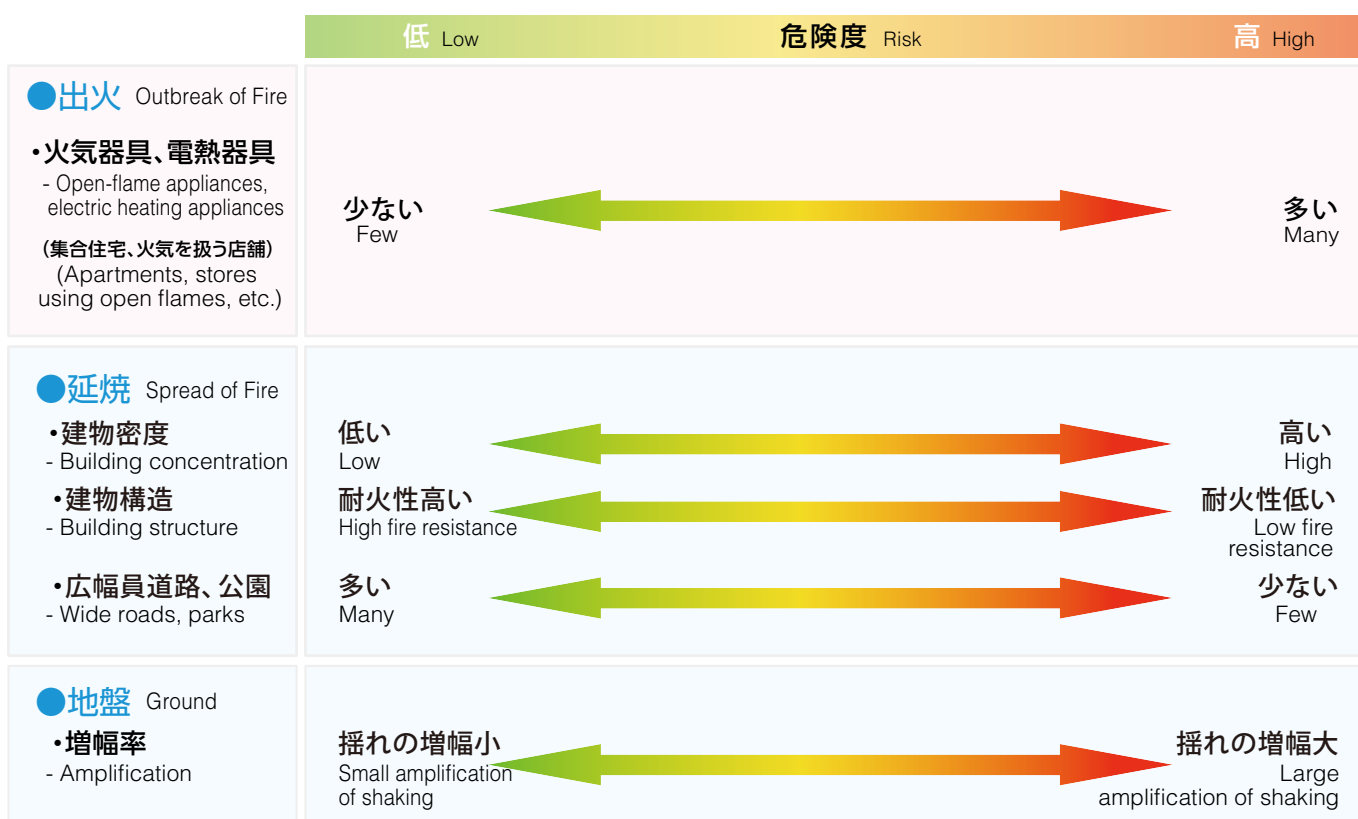 低 Low 危険度 Risk 高 High
●出火 Outbreak of Fire
・火気器具、電熱器具
- Open-flame appliances,
electric heating appliances
（集合住宅、火気を扱う店舗）
(Apartments, stores
using open flames, etc.)
少ない
Few
多い
Many
●延焼 Spread of Fire
・建物密度
- Building concentration
低い
Low
高い
High
・建物構造
- Building structure
耐火性高い
High fire resistance
耐火性低い
Low fire
resistance
・広幅員道路、公園
- Wide roads, parks
多い
Many
少ない
Few
●地盤 Ground
・増幅率
- Amplification
揺れの増幅小
Small amplification
of shaking
揺れの増幅大
Large
amplification of shaking